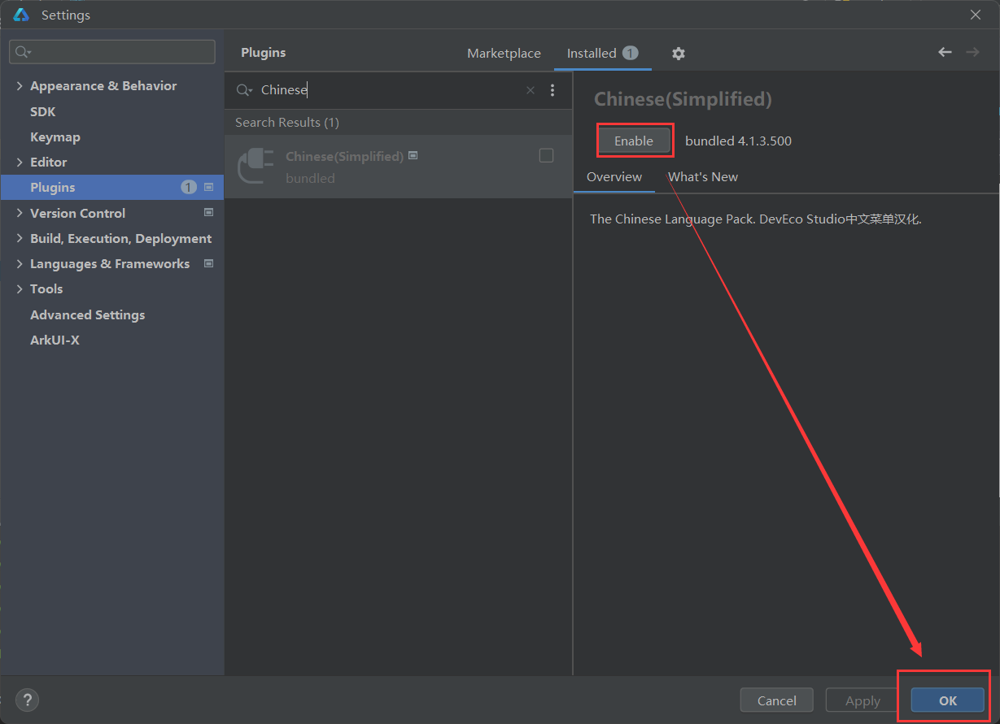 Settings
Plugins
Marketplace
Installed 1
Appearance & Behavior
SDK
Keymap
Editor
Plugins 1
Version Control
Build, Execution, Deployment
Languages & Frameworks
Tools
Advanced Settings
ArkUI-X
Chinese
Search Results (1)
Chinese(Simplified)
bundled
Chinese(Simplified)
Enable
bundled 4.1.3.500
Overview
What's New
The Chinese Language Pack. DevEco Studio中文菜单汉化.
?
Cancel
Apply
OK